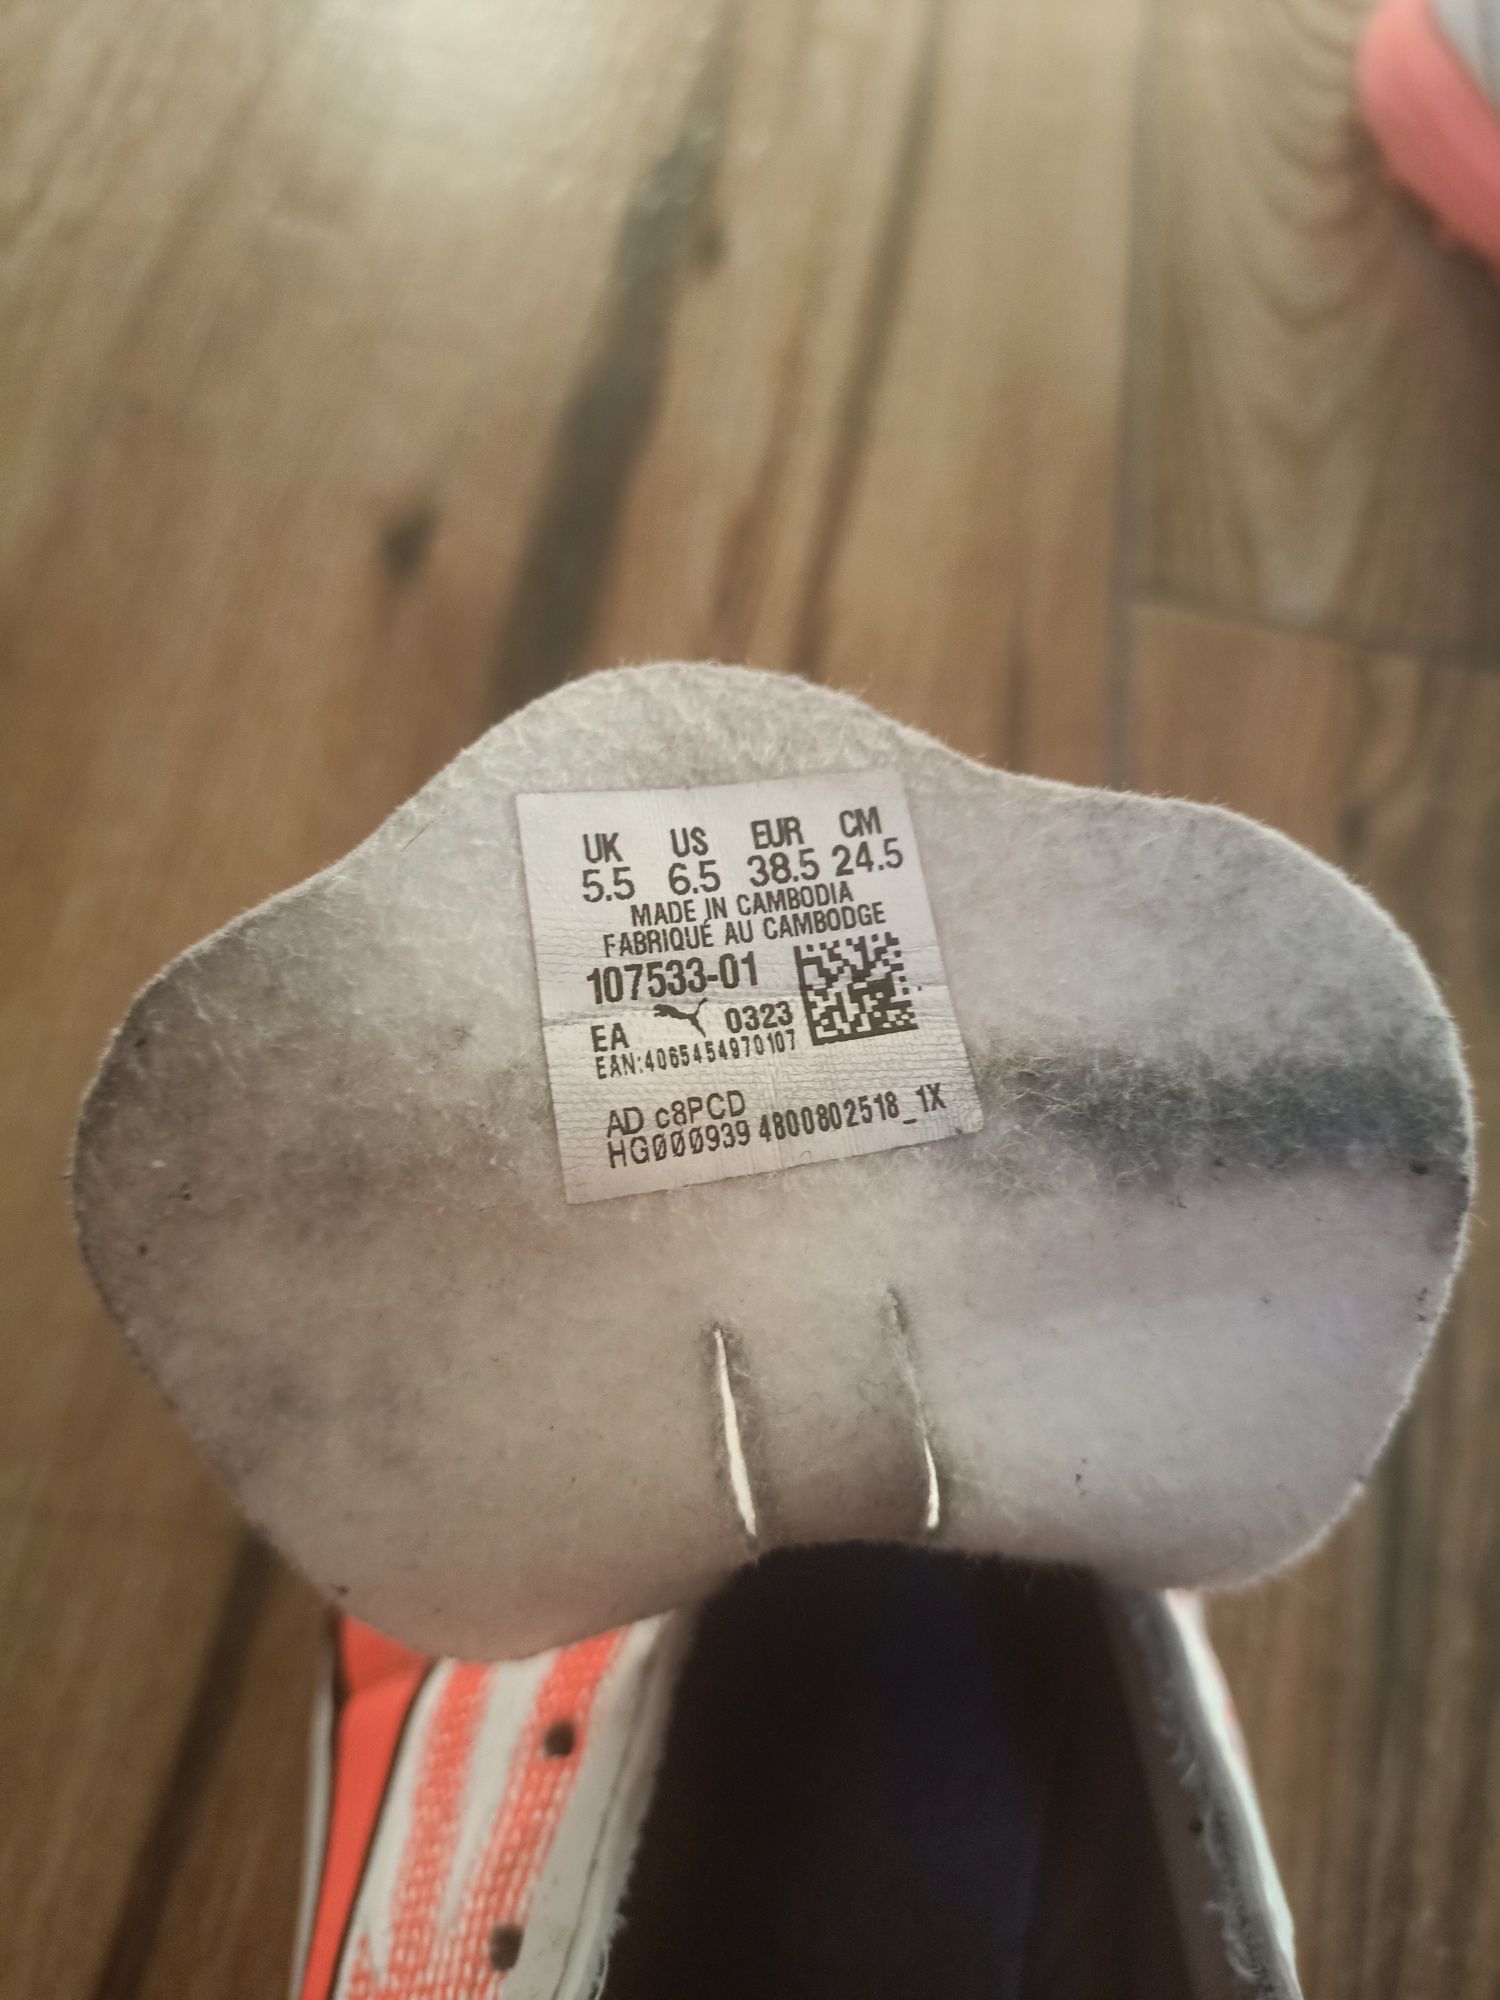 UK US EUR CM
5.5 6.5 38.5 24.5
MADE IN CAMBODIA
FABRIQUÉ AU CAMBODGE
107533-01
EA 0323
EAN:4065454970107
AD c8PCD
HG000939 4800802518_1X